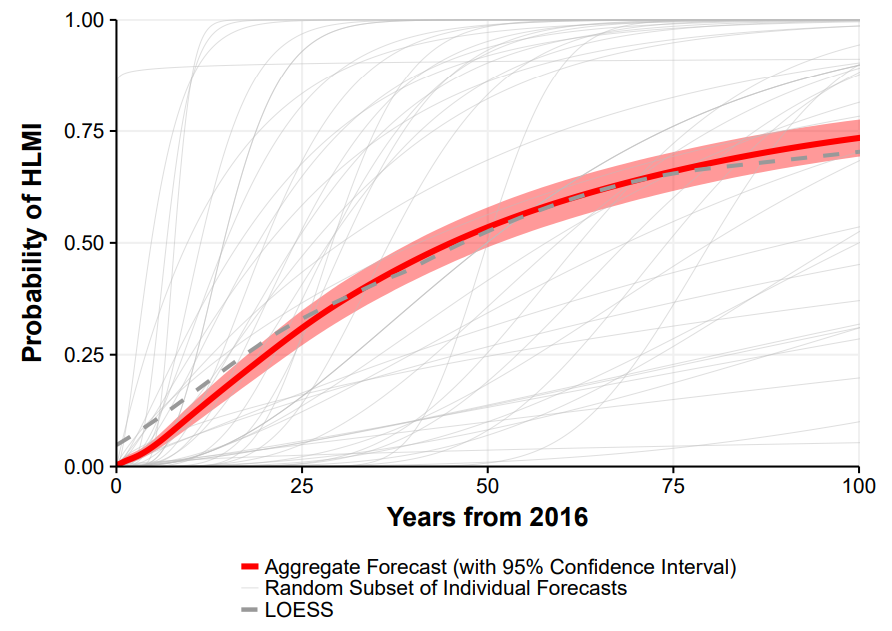 1.00
0.75
0.50
0.25
0.00
Probability of HLMI
0 25 50 75 100
Years from 2016
Aggregate Forecast (with 95% Confidence Interval)
Random Subset of Individual Forecasts
LOESS